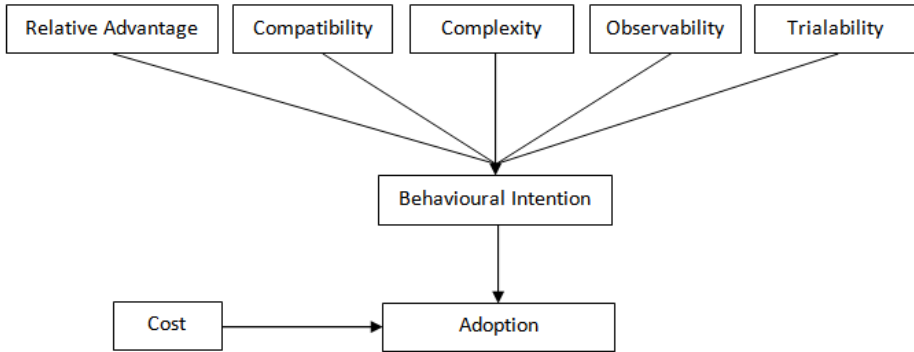 Relative Advantage
Compatibility
Complexity
Observability
Trialability
Behavioural Intention
Cost
Adoption